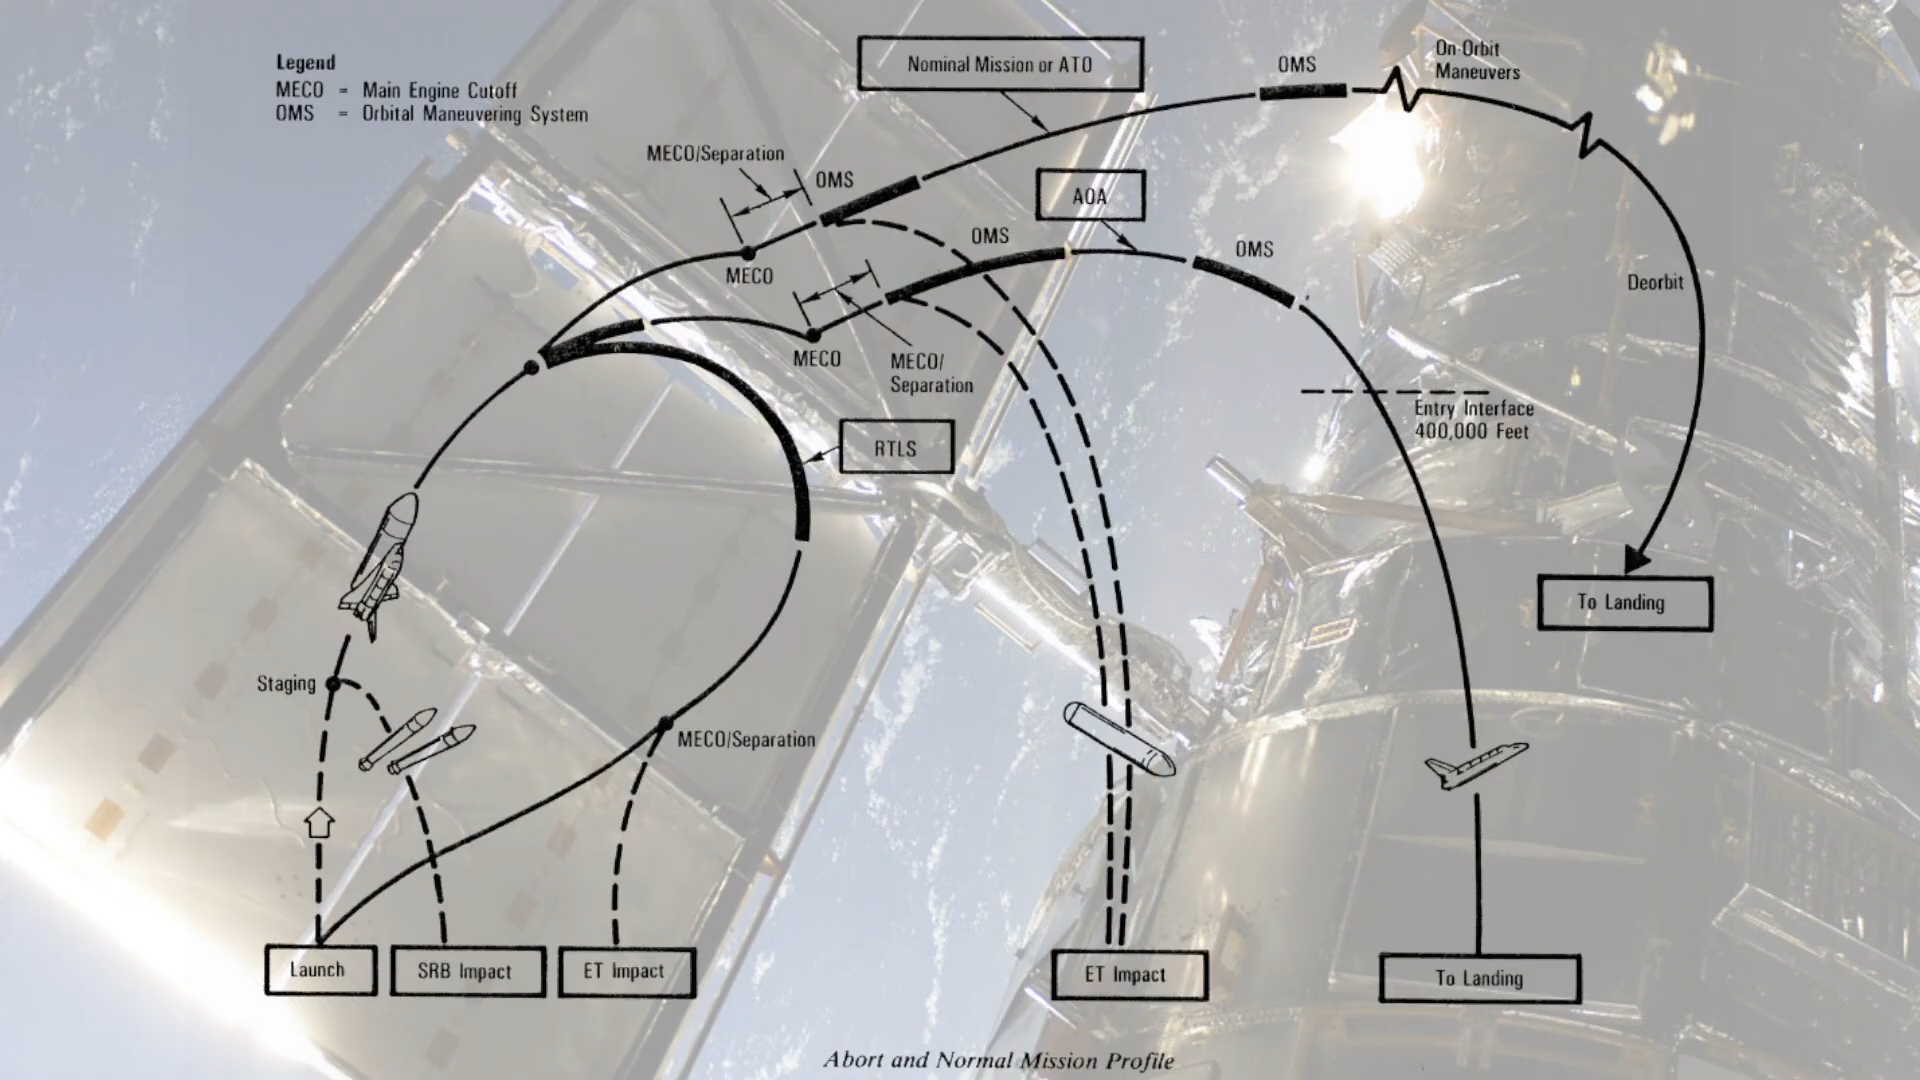 Legend
MECO = Main Engine Cutoff
OMS = Orbital Maneuvering System
Nominal Mission or ATO
OMS
On-Orbit
Maneuvers
MECO/Separation
OMS
AOA
MECO
OMS
OMS
Deorbit
MECO
MECO/
Separation
Entry Interface
400,000 Feet
RTLS
To Landing
Staging
MECO/Separation
Launch
SRB Impact
ET Impact
ET Impact
To Landing
Abort and Normal Mission Profile